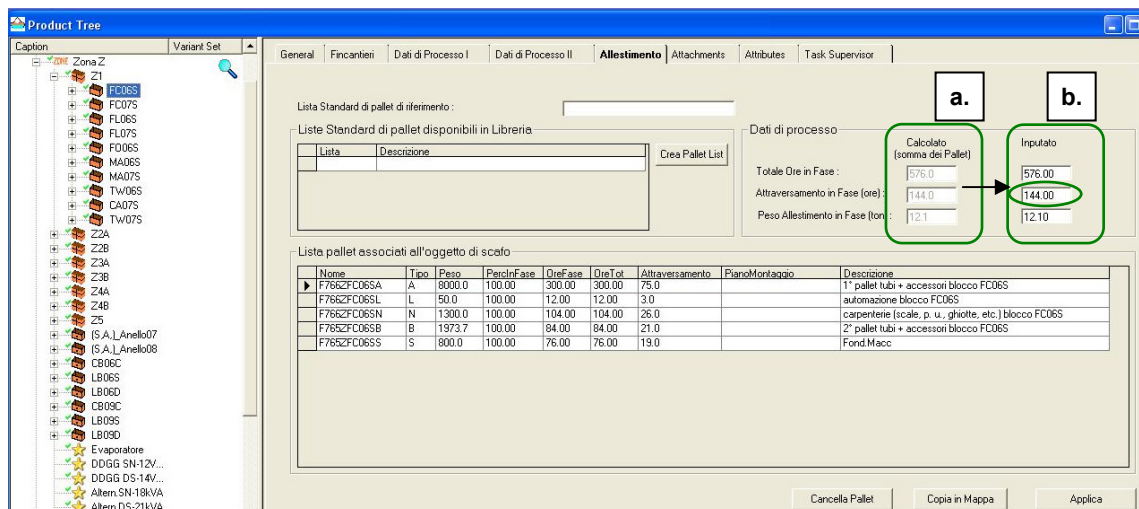 Product Tree
Caption Variant Set
ZONE Zona Z
Z1
FC06S
FC07S
FL06S
FL07S
FO06S
MA06S
MA07S
TW06S
CA07S
TW07S
Z2A
Z2B
Z3A
Z3B
Z4A
Z4B
Z5
(S,A,)_Anello07
(S,A,)_Anello08
CB06C
LB06S
LB06D
CB09C
LB09S
LB09D
Evaporatore
DDGG SN-12V...
DDGG DS-14V...
Altern.SN-18kVA
Altern.DS-21kVA
General Fincantieri Dati di Processo I Dati di Processo II Allestimento Attachments Attributes Task Supervisor
a. b.
Lista Standard di pallet di riferimento :
Liste Standard di pallet disponibili in Libreria
Lista Descrizione
Crea Pallet List
Dati di processo
Calcolato (somma dei Pallet) Inputato
Totale Ore in Fase : 576.0 576.00
Attraversamento in Fase (ore) : 144.0 144.00
Peso Allestimento in Fase (ton) : 12.1 12.10
Lista pallet associati all'oggetto di scafo
Nome Tipo Peso PercInFase OreFase OreTot Attraversamento PianoMontaggio Descrizione
F766ZFC06SA A 8000.0 100.00 300.00 300.00 75.0 1° pallet tubi + accessori blocco FC06S
F766ZFC06SL L 50.0 100.00 12.00 12.00 3.0 automazione blocco FC06S
F766ZFC06SN N 1300.0 100.00 104.00 104.00 26.0 carpenterie (scale, p. u., ghiotte, etc.) blocco FC06S
F765ZFC06SB B 1973.7 100.00 84.00 84.00 21.0 2° pallet tubi + accessori blocco FC06S
F765ZFC06SS S 800.0 100.00 76.00 76.00 19.0 Fond.Macc
Cancella Pallet Copia in Mappa Applica